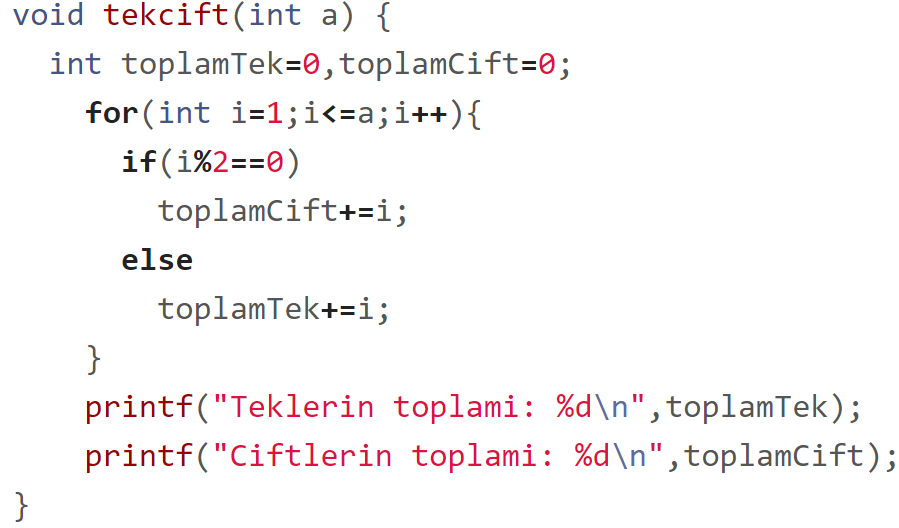 void tekcift(int a) {
int toplamTek=0,toplamCift=0;
for(int i=1;i<=a;i++){
if(i%2==0)
toplamCift+=i;
else
toplamTek+=i;
}
printf("Teklerin toplami: %d\n",toplamTek);
printf("Ciftlerin toplami: %d\n",toplamCift);
}